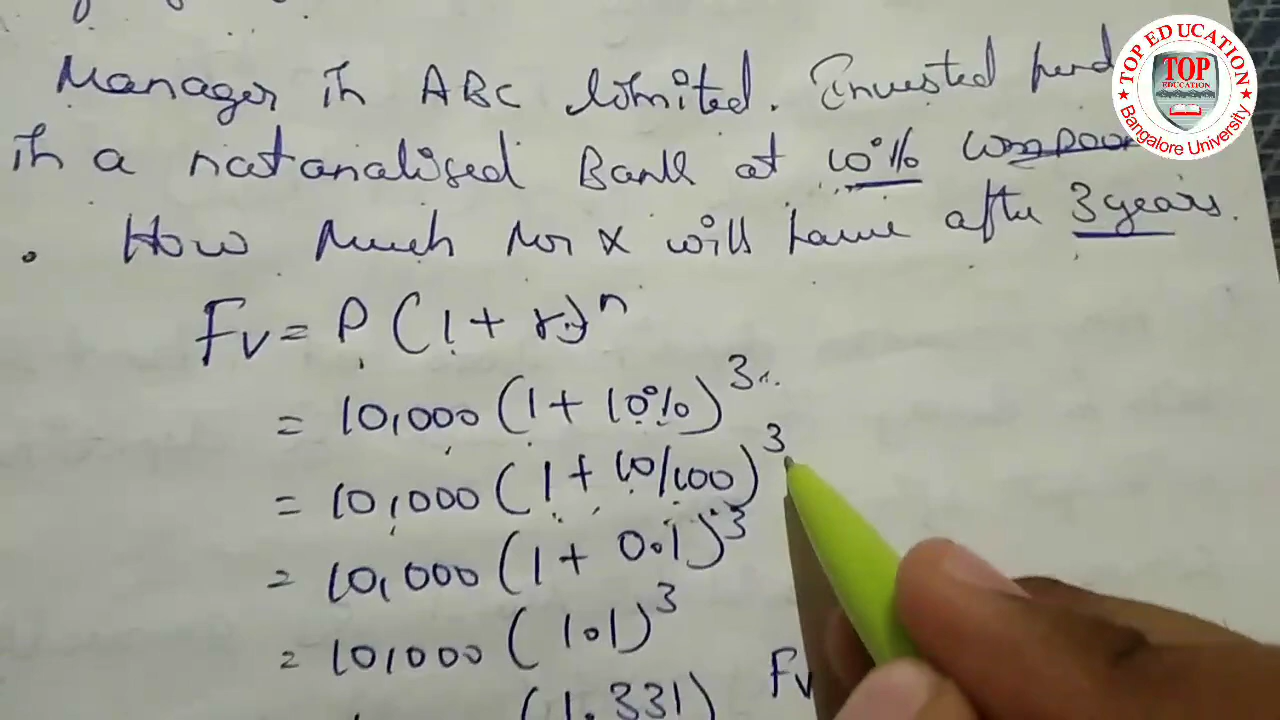 TOP EDUCATION
TOP
EDUCATION
Bangalore University
Manager in ABC limited. Invested
in a nationalised Bank at 10%
. How Much Mr X will have after 3 years.
FV = P (1 + r)ⁿ
= 10,000 (1 + 10%)³
= 10,000 (1 + 10/100)³
= 10,000 (1 + 0.1)³
= 10,000 (1.1)³
(1.331) FV